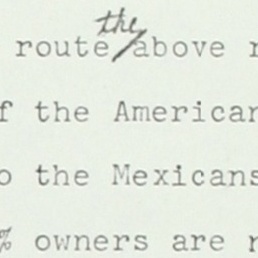 the
route above
the American
the Mexicans
% owners are